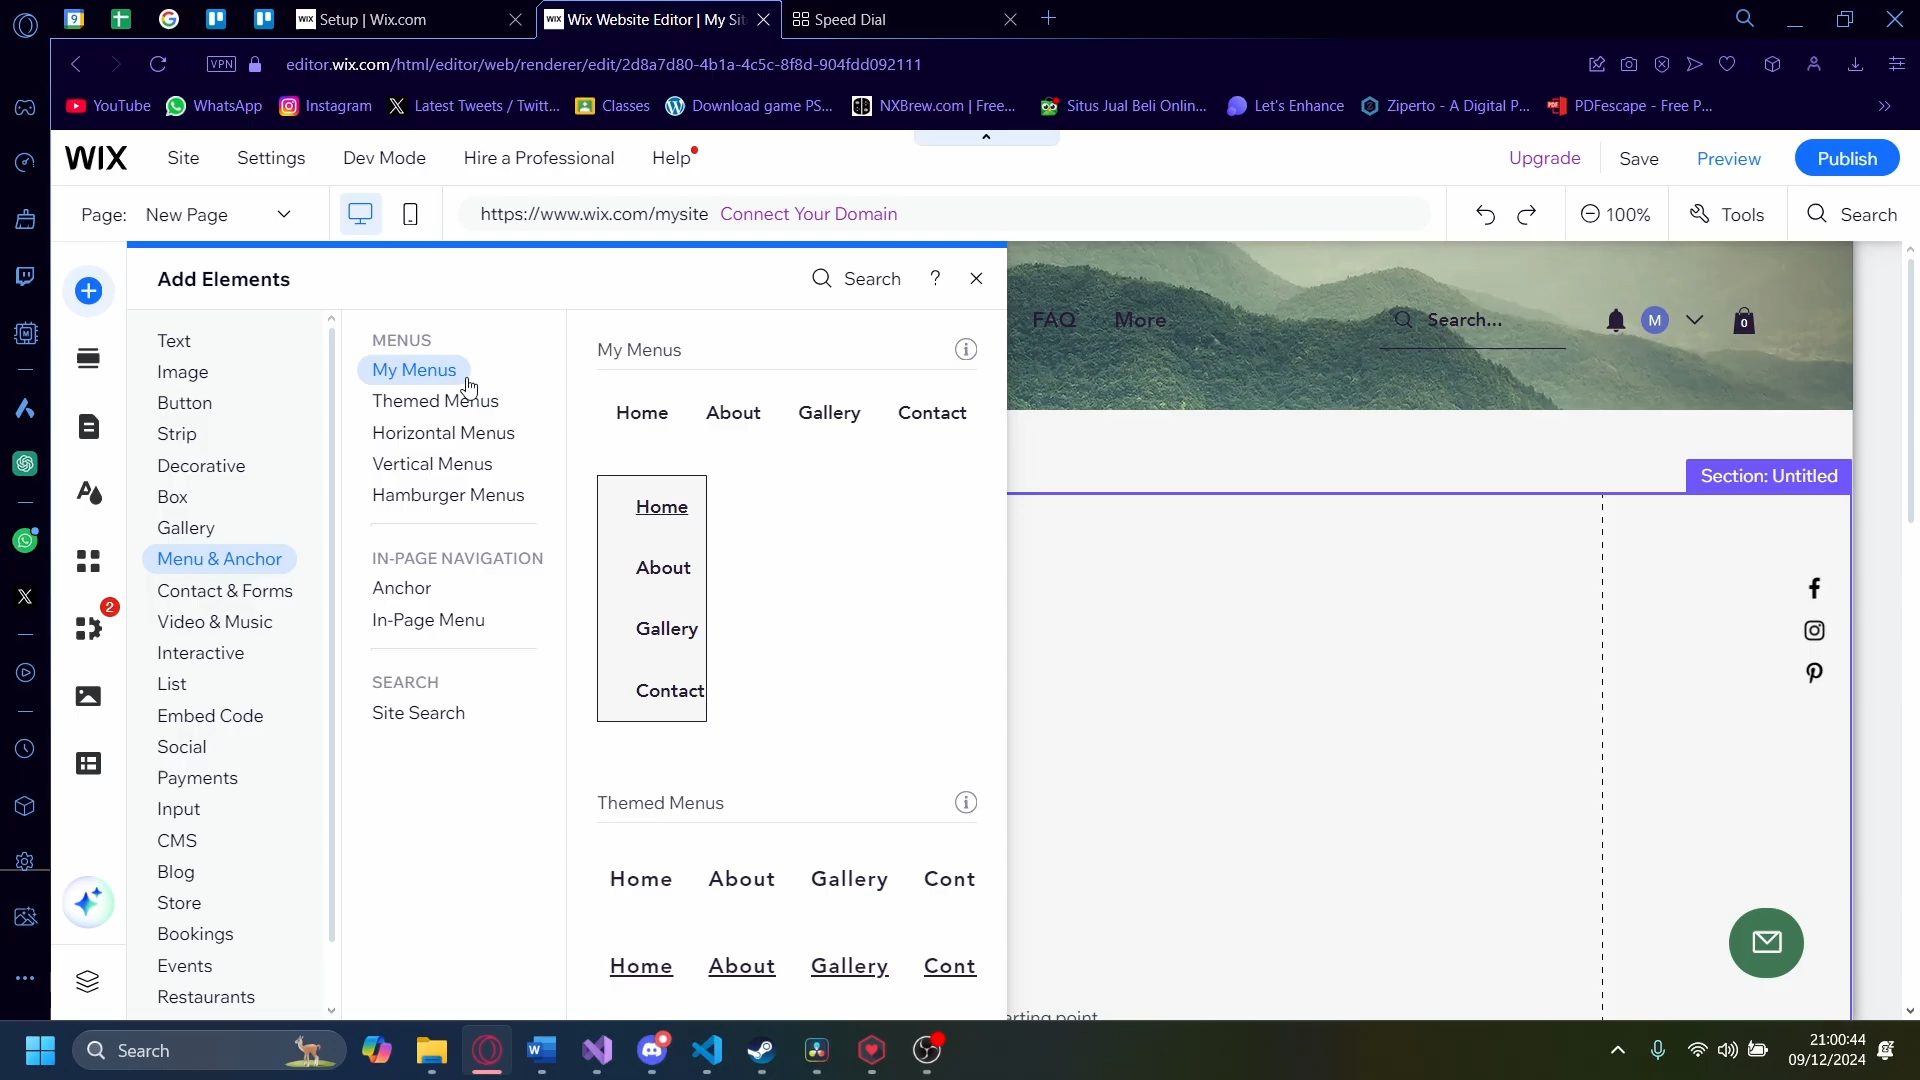 Setup | Wix.com
Wix Website Editor | My Sit
Speed Dial
VPN
editor.wix.com/html/editor/web/renderer/edit/2d8a7d80-4b1a-4c5c-8f8d-904fdd092111
YouTube
WhatsApp
Instagram
Latest Tweets / Twitt...
Classes
Download game PS...
NXBrew.com | Free...
Situs Jual Beli Onlin...
Let's Enhance
Ziperto - A Digital P...
PDFescape - Free P...
WIX
Site
Settings
Dev Mode
Hire a Professional
Help
Upgrade
Save
Preview
Publish
Page: New Page
https://www.wix.com/mysite Connect Your Domain
100%
Tools
Search
Add Elements
Search
?
Text
Image
Button
Strip
Decorative
Box
Gallery
Menu & Anchor
Contact & Forms
Video & Music
Interactive
List
Embed Code
Social
Payments
Input
CMS
Blog
Store
Bookings
Events
Restaurants
2
MENUS
My Menus
Themed Menus
Horizontal Menus
Vertical Menus
Hamburger Menus
IN-PAGE NAVIGATION
Anchor
In-Page Menu
SEARCH
Site Search
My Menus
Home About Gallery Contact
Home
About
Gallery
Contact
Themed Menus
Home About Gallery Cont
Home About Gallery Cont
FAQ More
Search...
M
0
Section: Untitled
arting point
Search
21:00:44
09/12/2024